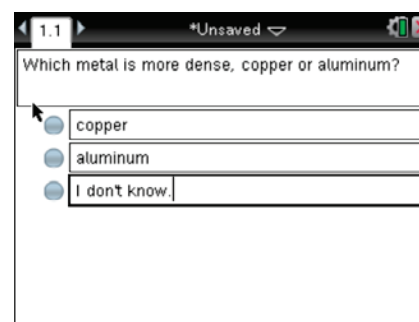 1.1 *Unsaved
Which metal is more dense, copper or aluminum?
copper
aluminum
I don't know.